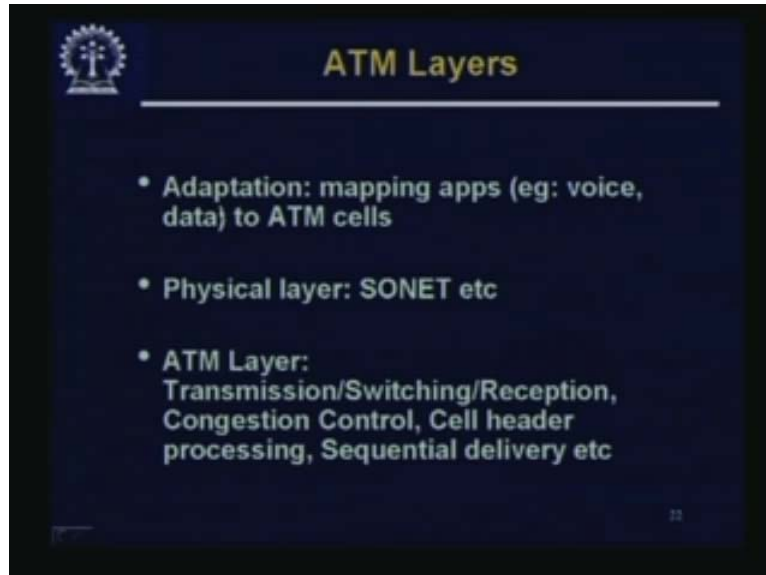 ATM Layers
• Adaptation: mapping apps (eg: voice,
data) to ATM cells
• Physical layer: SONET etc
• ATM Layer:
Transmission/Switching/Reception,
Congestion Control, Cell header
processing, Sequential delivery etc
22